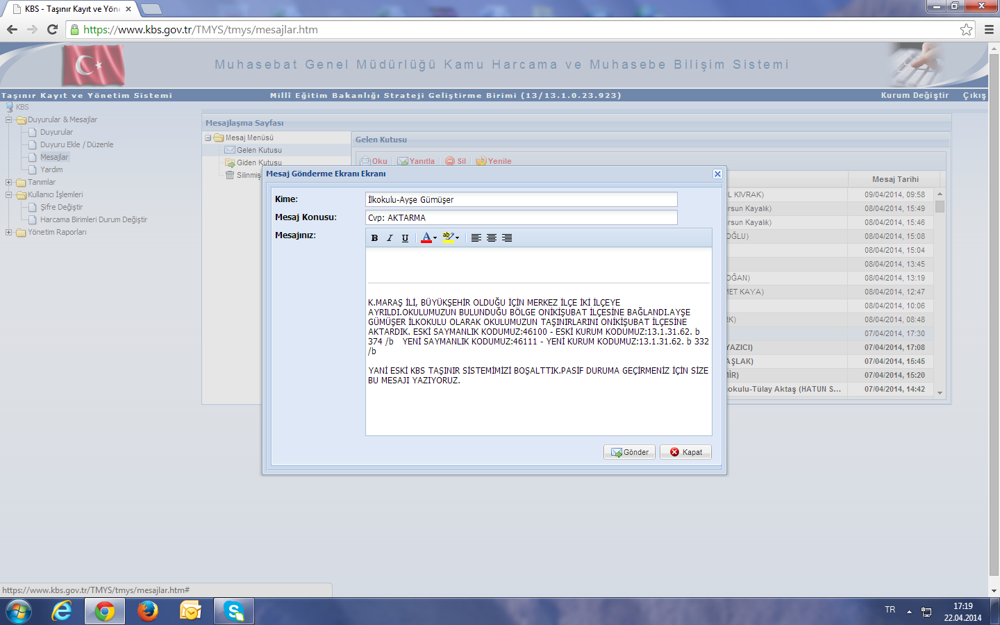 KBS - Taşınır Kayıt ve Yön
https://www.kbs.gov.tr/TMYS/tmys/mesajlar.htm
Muhasebat Genel Müdürlüğü Kamu Harcama ve Muhasebe Bilişim Sistemi
Taşınır Kayıt ve Yönetim Sistemi
Millî Eğitim Bakanlığı Strateji Geliştirme Birimi (13/13.1.0.23.923)
Kurum Değiştir
Çıkış
KBS
Duyurular & Mesajlar
Duyurular
Duyuru Ekle / Düzenle
Mesajlar
Yardım
Tanımlar
Kullanıcı İşlemleri
Şifre Değiştir
Harcama Birimleri Durum Değiştir
Yönetim Raporları
Mesajlaşma Sayfası
Mesaj Menüsü
Gelen Kutusu
Giden Kutusu
Silinmiş
Gelen Kutusu
Oku Yanıtla Sil Yenile
Mesaj Tarihi
L KIVRAK) 09/04/2014, 09:58
rsun Kayalık) 08/04/2014, 15:49
rsun Kayalık) 08/04/2014, 15:46
OĞLU) 08/04/2014, 15:08
08/04/2014, 15:04
08/04/2014, 13:45
OĞAN) 08/04/2014, 13:19
MET KAYA) 08/04/2014, 12:47
08/04/2014, 10:06
RK) 08/04/2014, 08:48
07/04/2014, 17:30
YAZICI) 07/04/2014, 17:08
AŞLAK) 07/04/2014, 15:45
MİR) 07/04/2014, 15:20
okulu-Tülay Aktaş (HATUN S... 07/04/2014, 14:42
Mesaj Gönderme Ekranı Ekranı
Kime: İlkokulu-Ayşe Gümüşer
Mesaj Konusu: Cvp: AKTARMA
Mesajınız:
B I U A ab
K.MARAŞ İLİ, BÜYÜKŞEHİR OLDUĞU İÇİN MERKEZ İLÇE İKİ İLÇEYE
AYRILDI.OKULUMUZUN BULUNDUĞU BÖLGE ONİKİŞUBAT İLÇESİNE BAĞLANDI.AYŞE
GÜMÜŞER İLKOKULU OLARAK OKULUMUZUN TAŞINIRLARINI ONİKİŞUBAT İLÇESİNE
AKTARDIK. ESKİ SAYMANLIK KODUMUZ:46100 - ESKİ KURUM KODUMUZ:13.1.31.62. b
374 /b YENİ SAYMANLIK KODUMUZ:46111 - YENİ KURUM KODUMUZ:13.1.31.62. b 332
/b
YANİ ESKİ KBS TAŞINIR SİSTEMİMİZİ BOŞALTTIK.PASİF DURUMA GEÇİRMENİZ İÇİN SİZE
BU MESAJI YAZIYORUZ.
Gönder
Kapat
https://www.kbs.gov.tr/TMYS/tmys/mesajlar.htm#
TR
17:19
22.04.2014